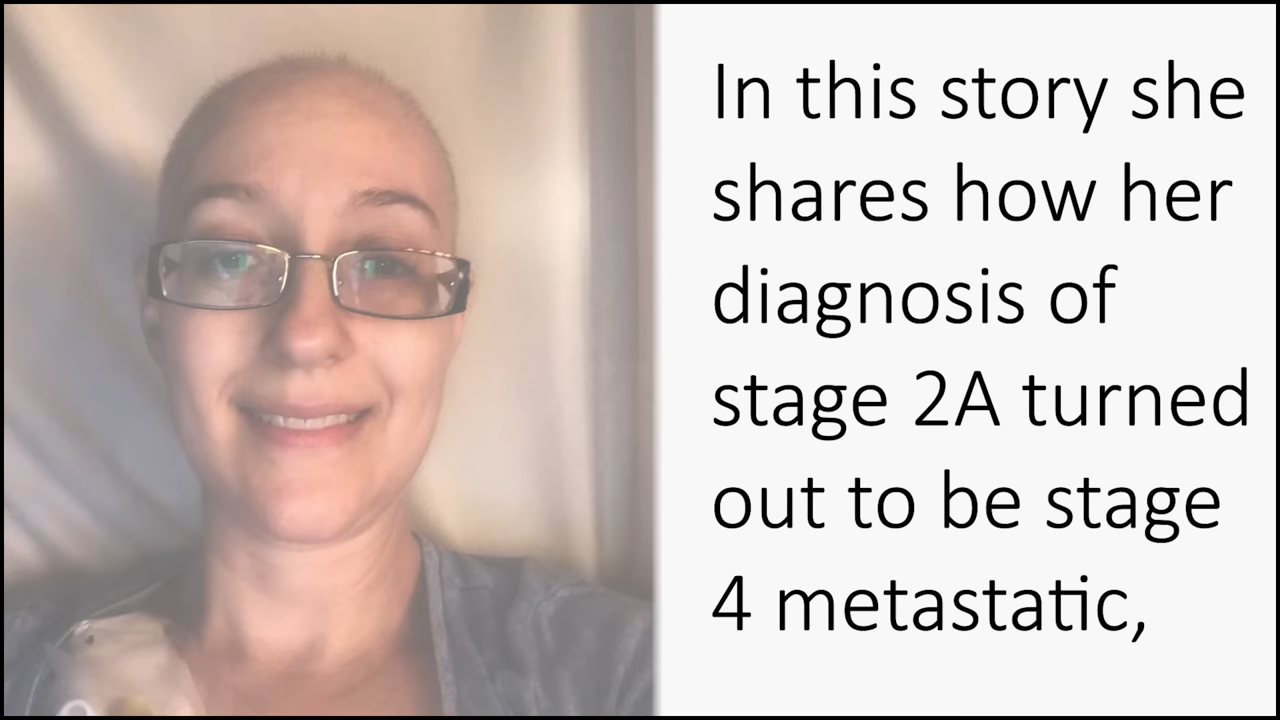 In this story she
shares how her
diagnosis of
stage 2A turned
out to be stage
4 metastatic,